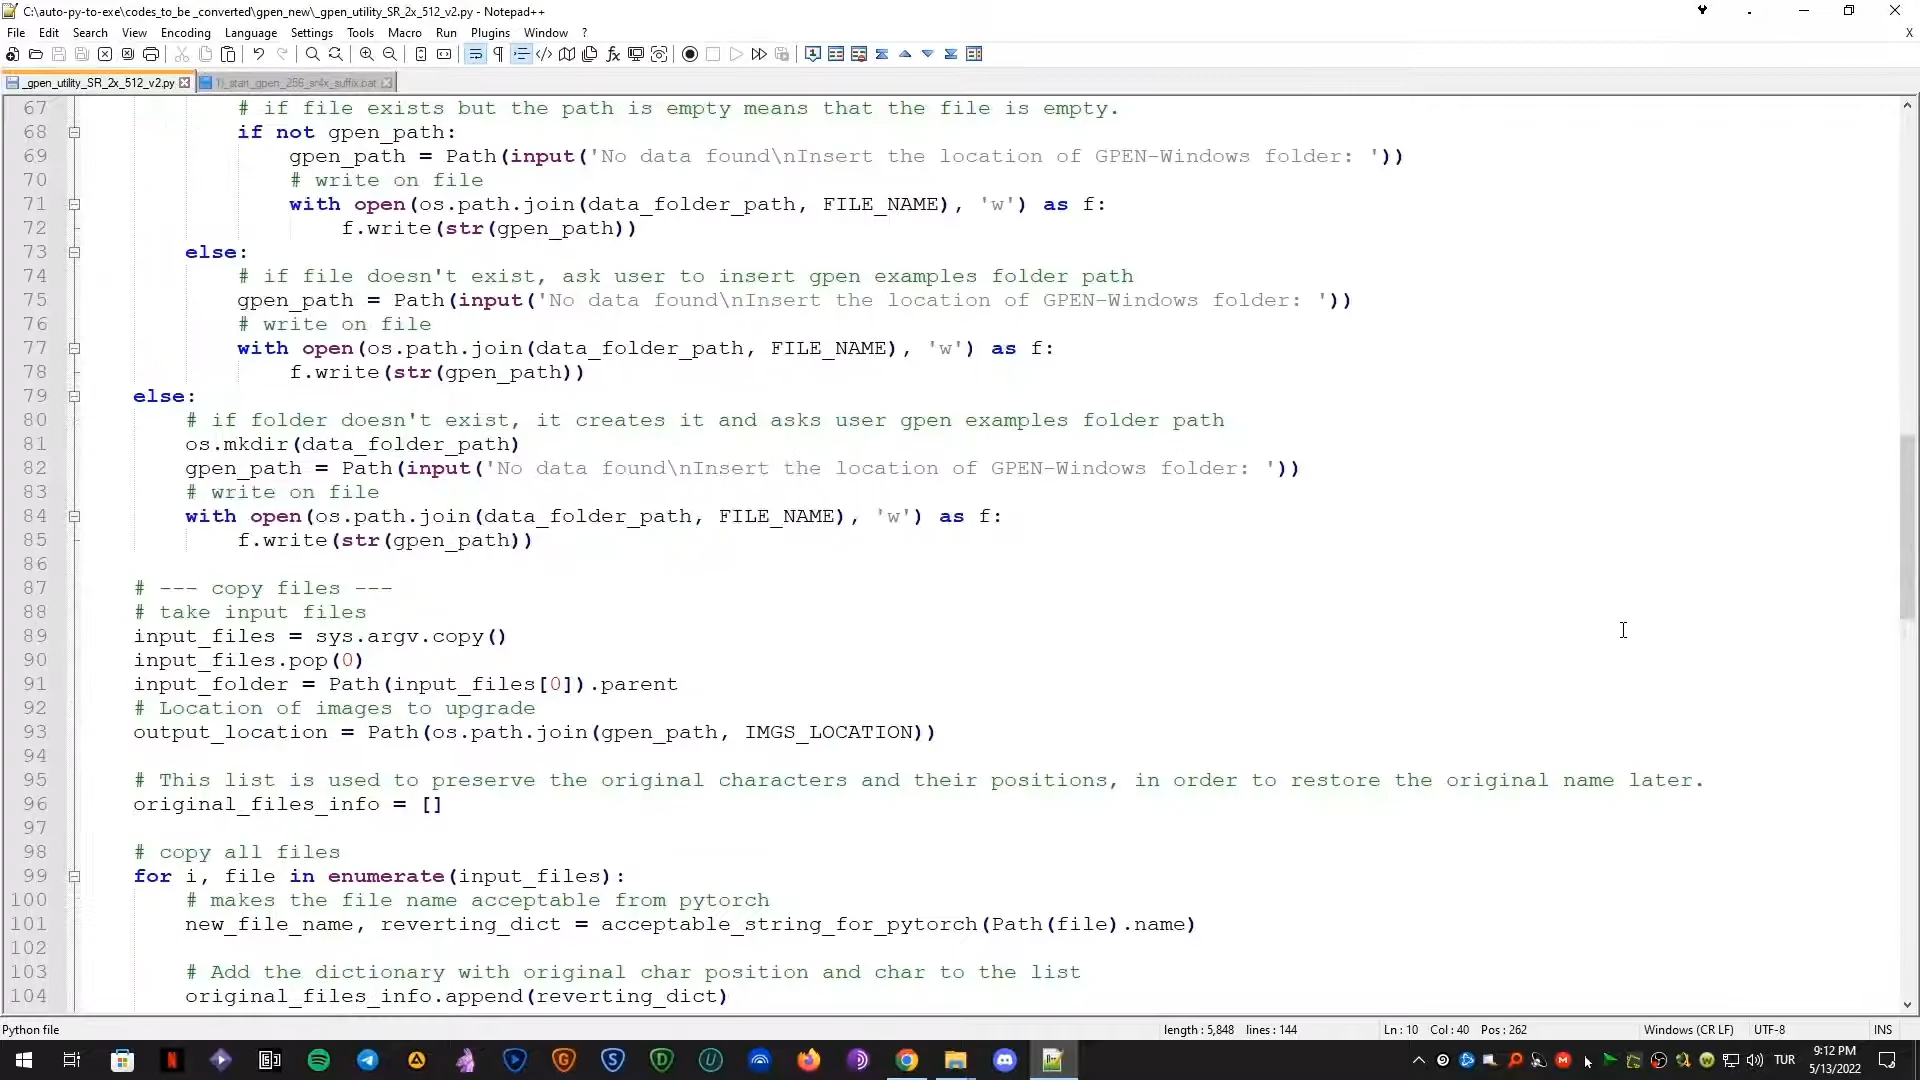 C:\auto-py-to-exe\codes_to_be_converted\gpen_new\_gpen_utility_SR_2x_512_v2.py - Notepad++
File Edit Search View Encoding Language Settings Tools Macro Run Plugins Window ? X
_gpen_utility_SR_2x_512_v2.py 1)_start_gpen_256_sr4x_suffix.bat
67 # if file exists but the path is empty means that the file is empty.
68 if not gpen_path:
69 gpen_path = Path(input('No data found\nInsert the location of GPEN-Windows folder: '))
70 # write on file
71 with open(os.path.join(data_folder_path, FILE_NAME), 'w') as f:
72 f.write(str(gpen_path))
73 else:
74 # if file doesn't exist, ask user to insert gpen examples folder path
75 gpen_path = Path(input('No data found\nInsert the location of GPEN-Windows folder: '))
76 # write on file
77 with open(os.path.join(data_folder_path, FILE_NAME), 'w') as f:
78 f.write(str(gpen_path))
79 else:
80 # if folder doesn't exist, it creates it and asks user gpen examples folder path
81 os.mkdir(data_folder_path)
82 gpen_path = Path(input('No data found\nInsert the location of GPEN-Windows folder: '))
83 # write on file
84 with open(os.path.join(data_folder_path, FILE_NAME), 'w') as f:
85 f.write(str(gpen_path))
86
87 # --- copy files ---
88 # take input files
89 input_files = sys.argv.copy()
90 input_files.pop(0)
91 input_folder = Path(input_files[0]).parent
92 # Location of images to upgrade
93 output_location = Path(os.path.join(gpen_path, IMGS_LOCATION))
94
95 # This list is used to preserve the original characters and their positions, in order to restore the original name later.
96 original_files_info = []
97
98 # copy all files
99 for i, file in enumerate(input_files):
100 # makes the file name acceptable from pytorch
101 new_file_name, reverting_dict = acceptable_string_for_pytorch(Path(file).name)
102
103 # Add the dictionary with original char position and char to the list
104 original_files_info.append(reverting_dict)
Python file length : 5,848 lines : 144 Ln : 10 Col : 40 Pos : 262 Windows (CR LF) UTF-8 INS
TUR 9:12 PM
5/13/2022